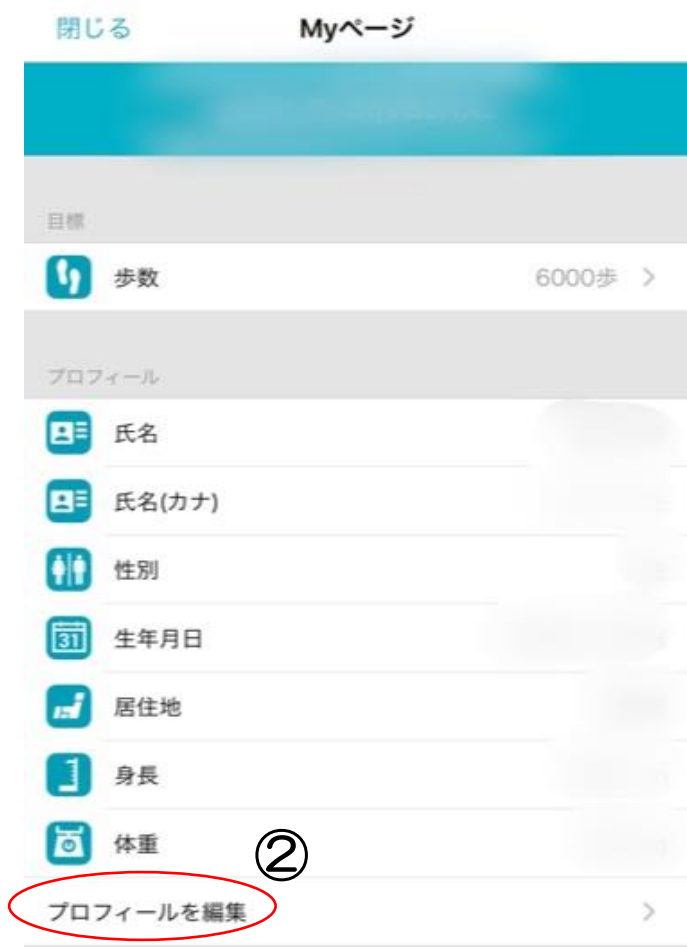 閉じる Myページ
目標
歩数 6000歩 >
プロフィール
氏名
氏名(カナ)
性別
31 生年月日
居住地
身長
体重
②
プロフィールを編集 >